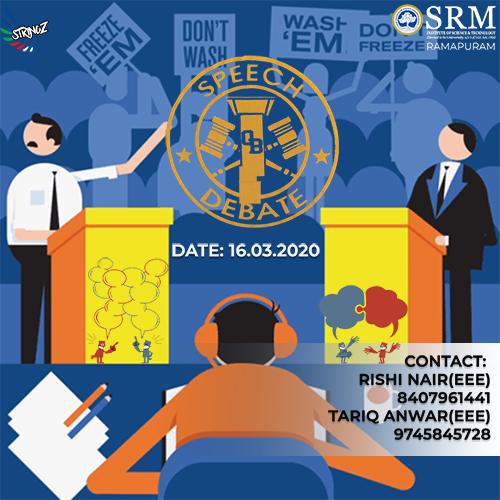 STRINGZ
FREEZE
'EM
DON'T
WASH
WASH
'EM
DON
FREEZE
SRM
INSTITUTE OF SCIENCE & TECHNOLOGY
RAMAPURAM
SPEECH
QB
DEBATE
DATE: 16.03.2020
CONTACT:
RISHI NAIR(EEE)
8407961441
TARIQ ANWAR(EEE)
9745845728